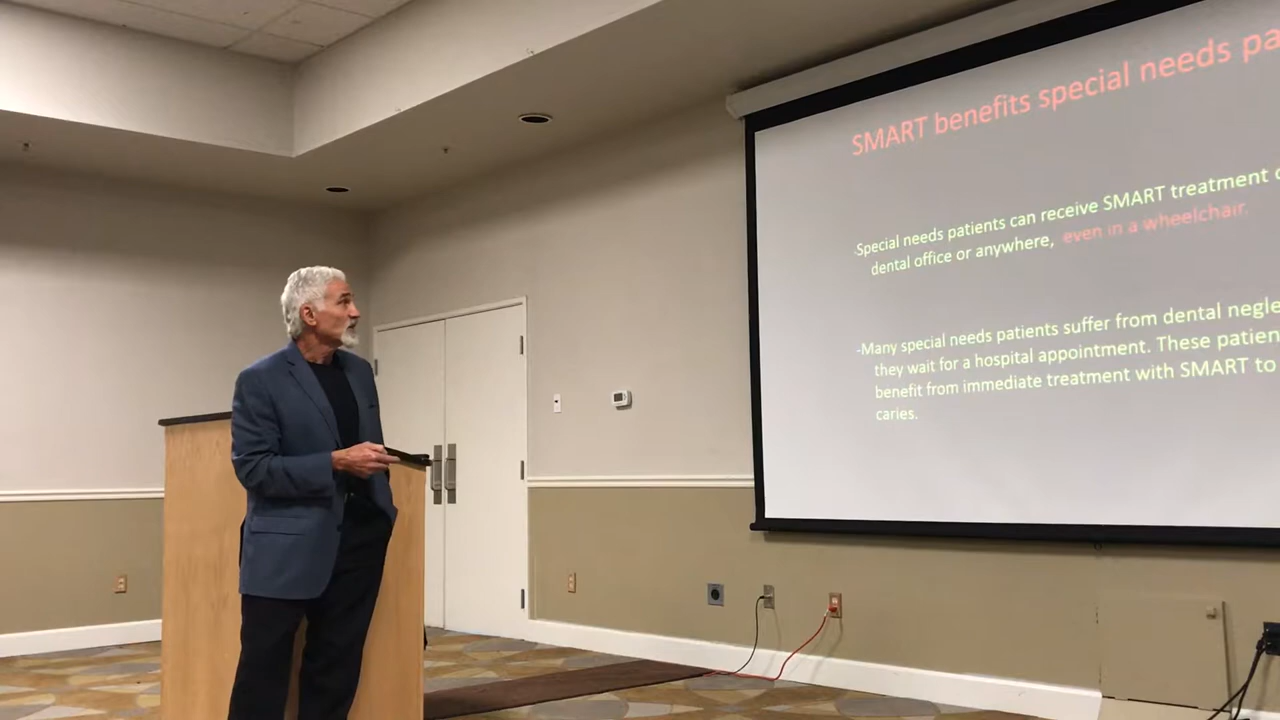 SMART benefits special needs pa
-Special needs patients can receive SMART treatment
dental office or anywhere, even in a wheelchair.
-Many special needs patients suffer from dental negle
they wait for a hospital appointment. These patien
benefit from immediate treatment with SMART to
caries.